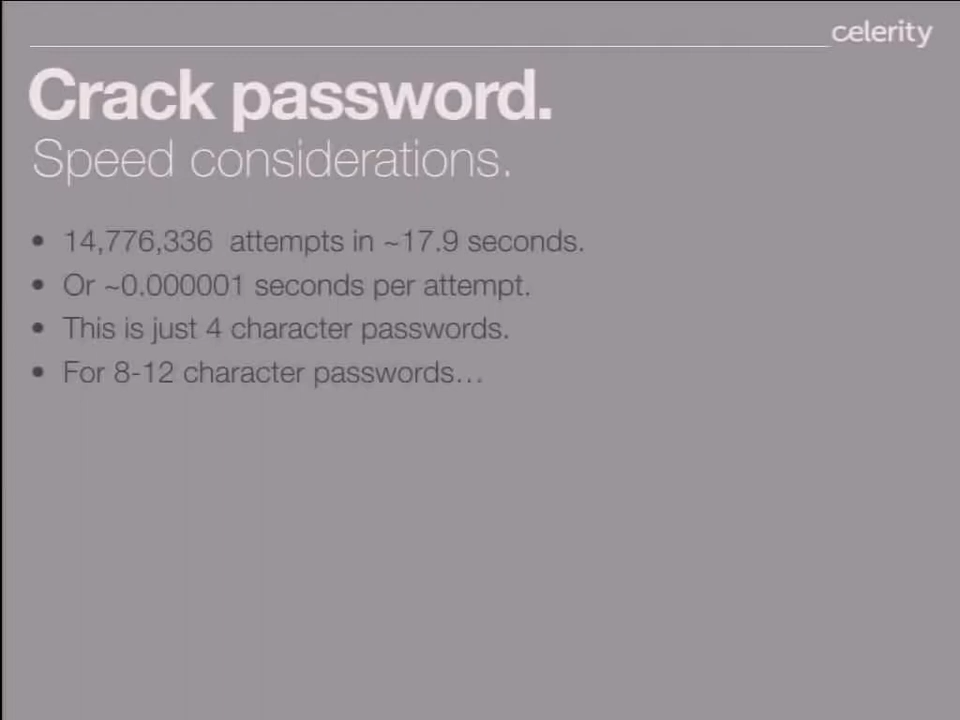 celerity
Crack password.
Speed considerations.
• 14,776,336 attempts in ~17.9 seconds.
• Or ~0.000001 seconds per attempt.
• This is just 4 character passwords.
• For 8-12 character passwords…